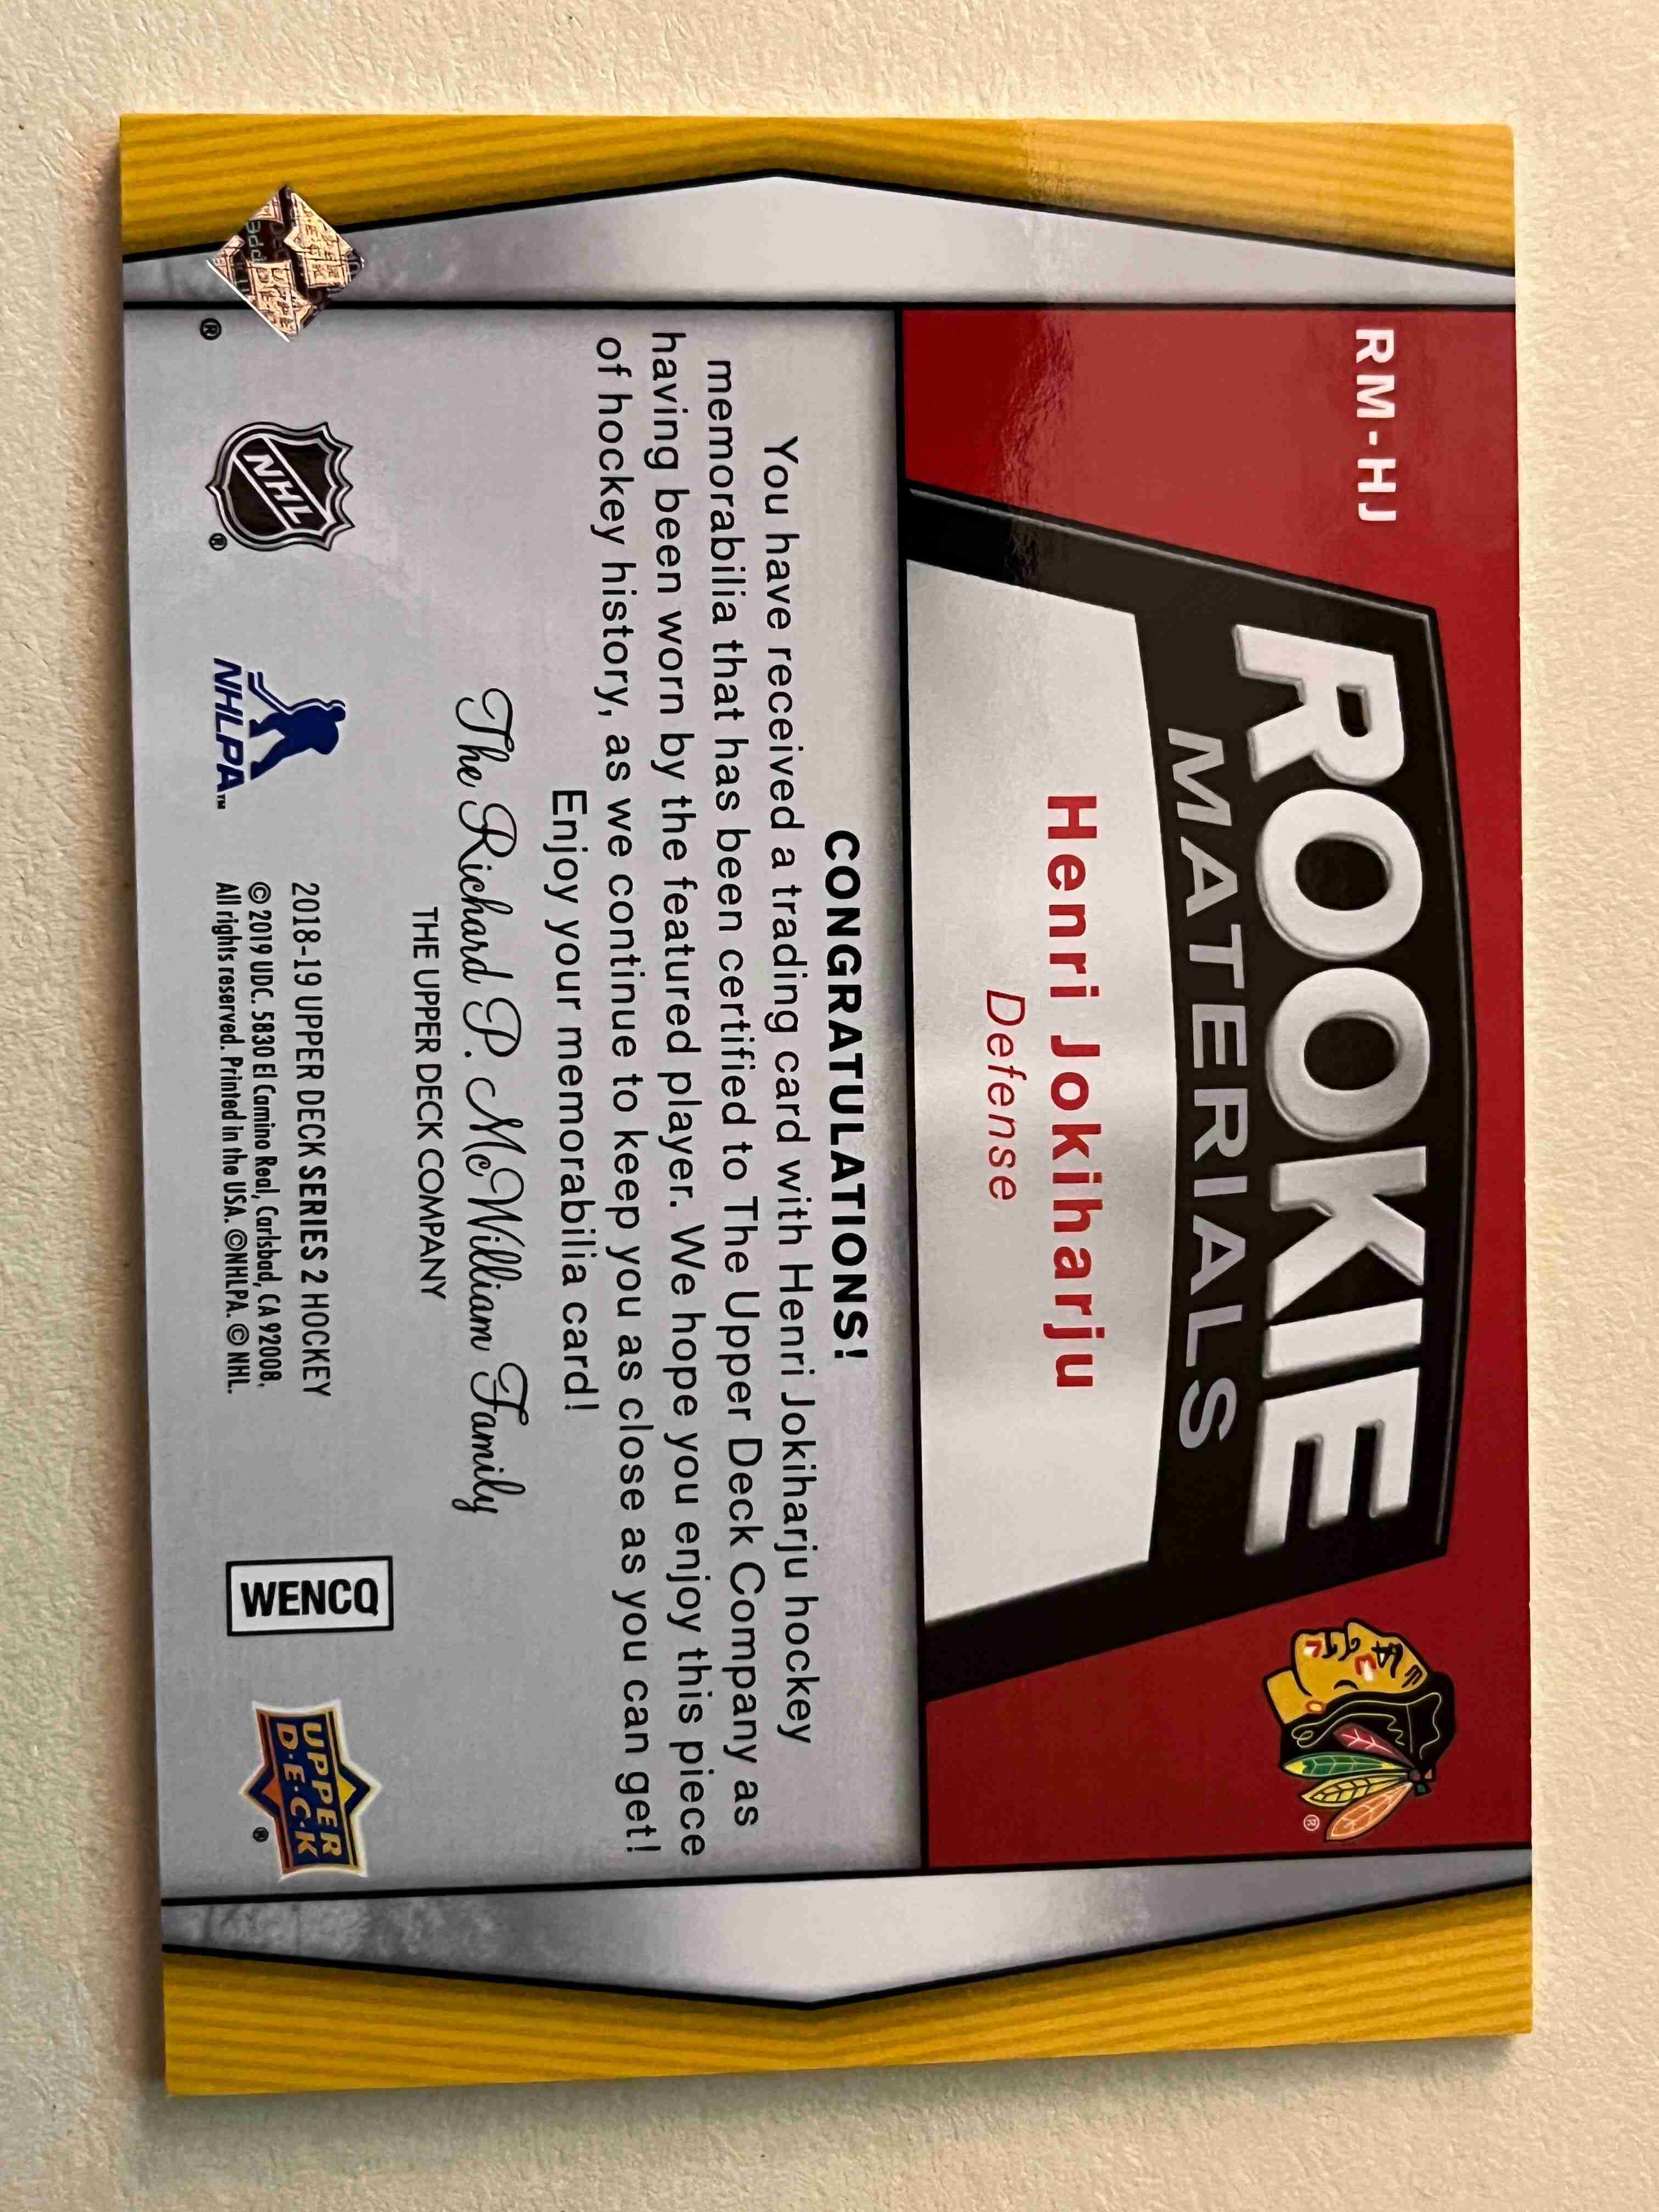 RM-HJ
ROOKIE
MATERIALS
Henri Jokiharju
Defense
®
CONGRATULATIONS!
You have received a trading card with Henri Jokiharju hockey
memorabilia that has been certified to The Upper Deck Company as
having been worn by the featured player. We hope you enjoy this piece
of hockey history, as we continue to keep you as close as you can get!
Enjoy your memorabilia card!
The Richard P. McWilliam Family
THE UPPER DECK COMPANY
®
NHL
®
NHLPA™
2018-19 UPPER DECK SERIES 2 HOCKEY
© 2019 UDC. 5830 El Camino Real, Carlsbad, CA 92008.
All rights reserved. Printed in the USA. ©NHLPA. © NHL.
WENCQ
UPPER
D·E·C·K
®